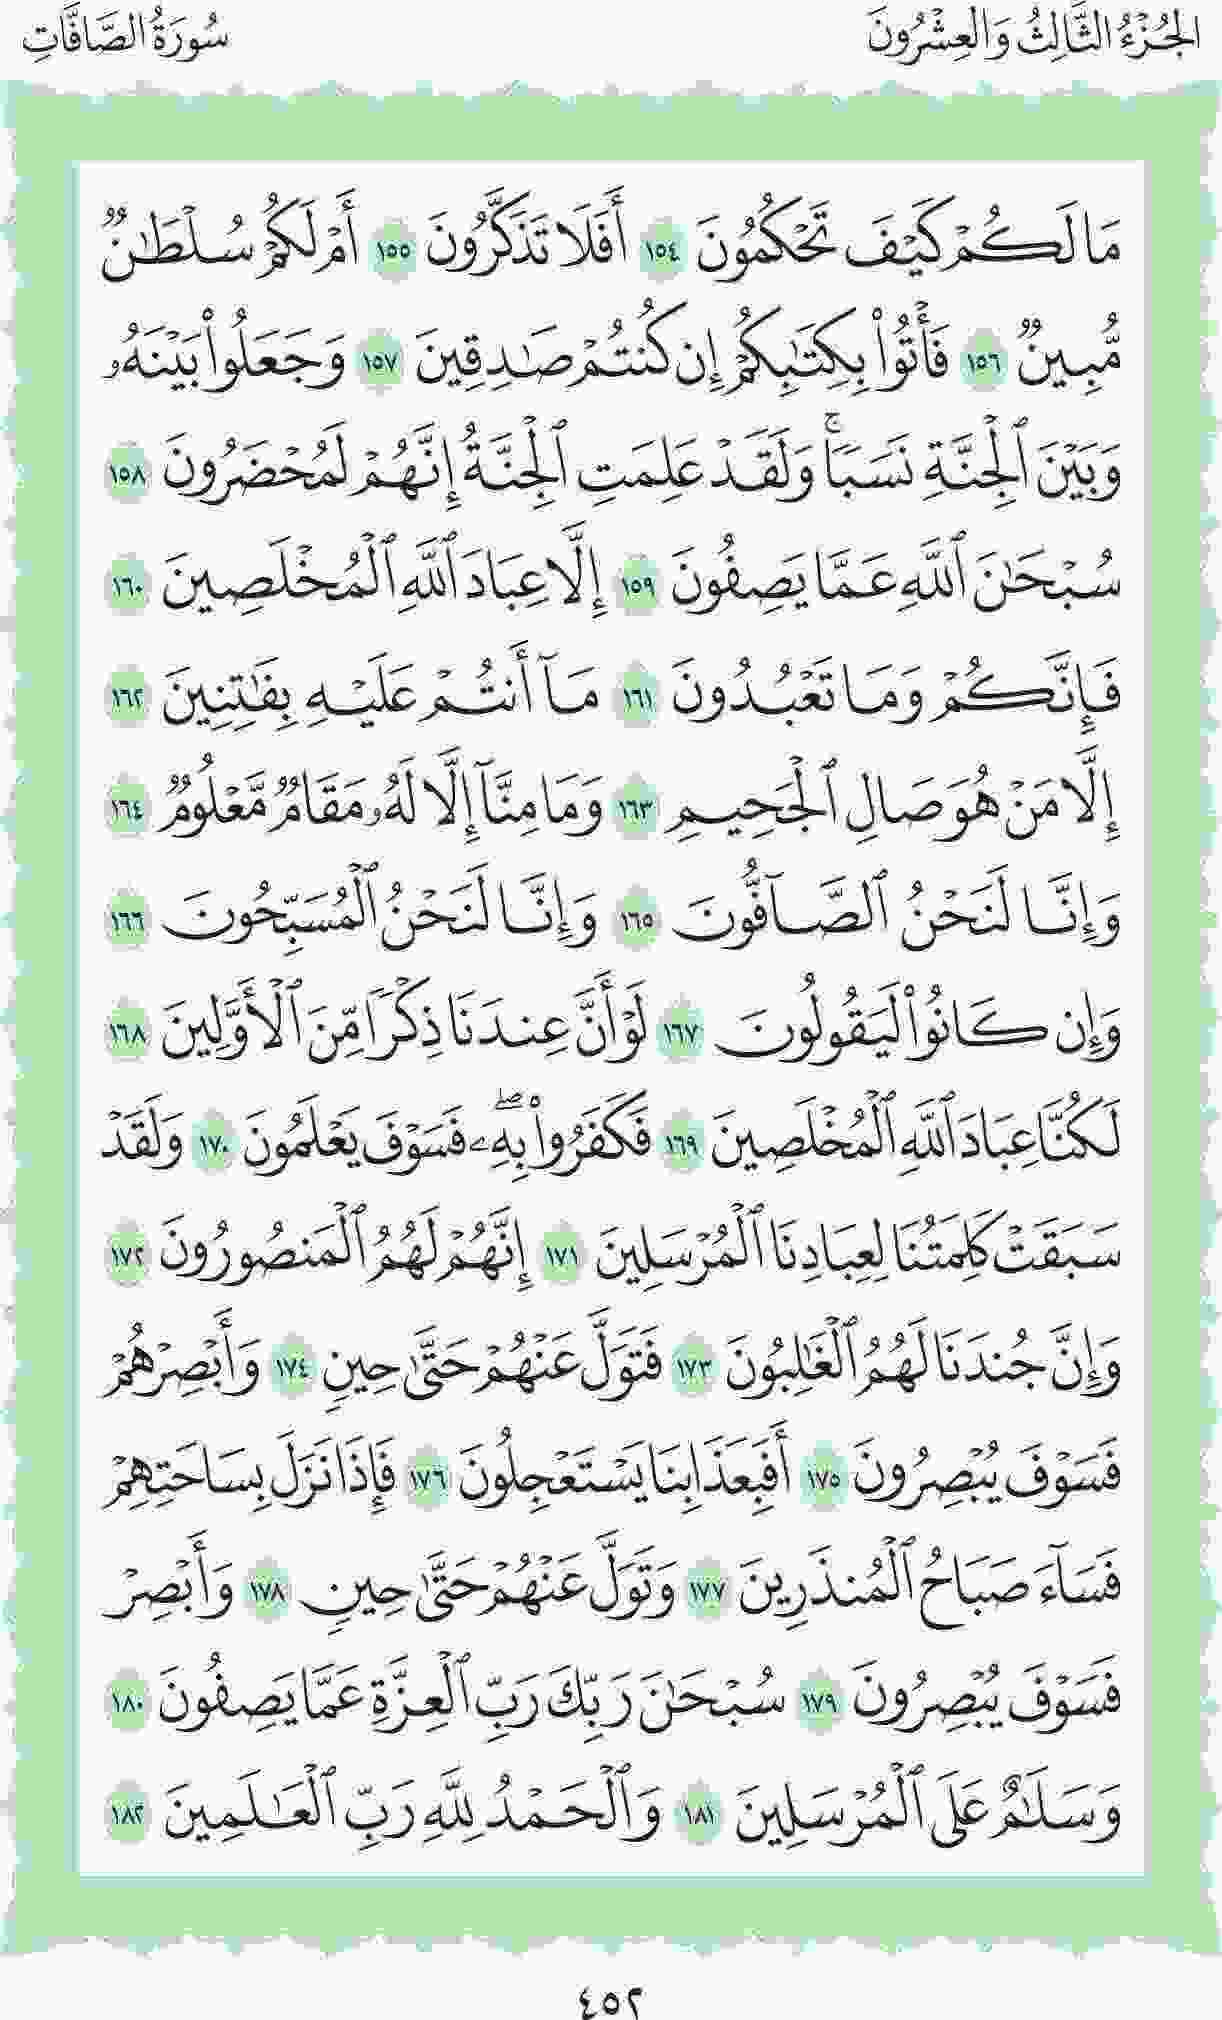 الجُزْءُ الثَّالِثُ وَالعِشْرُونَ
سُورَةُ الصَّافَّاتِ
مَا لَكُمْ كَيْفَ تَحْكُمُونَ ١٥٤ أَفَلَا تَذَكَّرُونَ ١٥٥ أَمْ لَكُمْ سُلْطَٰنٌ
مُّبِينٌ ١٥٦ فَأْتُوا۟ بِكِتَٰبِكُمْ إِن كُنتُمْ صَٰدِقِينَ ١٥٧ وَجَعَلُوا۟ بَيْنَهُۥ
وَبَيْنَ ٱلْجِنَّةِ نَسَبًا ۚ وَلَقَدْ عَلِمَتِ ٱلْجِنَّةُ إِنَّهُمْ لَمُحْضَرُونَ ١٥٨
سُبْحَٰنَ ٱللَّهِ عَمَّا يَصِفُونَ ١٥٩ إِلَّا عِبَادَ ٱللَّهِ ٱلْمُخْلَصِينَ ١٦٠
فَإِنَّكُمْ وَمَا تَعْبُدُونَ ١٦١ مَآ أَنتُمْ عَلَيْهِ بِفَٰتِنِينَ ١٦٢
إِلَّا مَنْ هُوَ صَالِ ٱلْجَحِيمِ ١٦٣ وَمَا مِنَّآ إِلَّا لَهُۥ مَقَامٌ مَّعْلُومٌ ١٦٤
وَإِنَّا لَنَحْنُ ٱلصَّآفُّونَ ١٦٥ وَإِنَّا لَنَحْنُ ٱلْمُسَبِّحُونَ ١٦٦
وَإِن كَانُوا۟ لَيَقُولُونَ ١٦٧ لَوْ أَنَّ عِندَنَا ذِكْرًا مِّنَ ٱلْأَوَّلِينَ ١٦٨
لَكُنَّا عِبَادَ ٱللَّهِ ٱلْمُخْلَصِينَ ١٦٩ فَكَفَرُوا۟ بِهِۦ ۖ فَسَوْفَ يَعْلَمُونَ ١٧٠ وَلَقَدْ
سَبَقَتْ كَلِمَتُنَا لِعِبَادِنَا ٱلْمُرْسَلِينَ ١٧١ إِنَّهُمْ لَهُمُ ٱلْمَنصُورُونَ ١٧٢
وَإِنَّ جُندَنَا لَهُمُ ٱلْغَٰلِبُونَ ١٧٣ فَتَوَلَّ عَنْهُمْ حَتَّىٰ حِينٍ ١٧٤ وَأَبْصِرْهُمْ
فَسَوْفَ يُبْصِرُونَ ١٧٥ أَفَبِعَذَابِنَا يَسْتَعْجِلُونَ ١٧٦ فَإِذَا نَزَلَ بِسَاحَتِهِمْ
فَسَآءَ صَبَاحُ ٱلْمُنذَرِينَ ١٧٧ وَتَوَلَّ عَنْهُمْ حَتَّىٰ حِينٍ ١٧٨ وَأَبْصِرْ
فَسَوْفَ يُبْصِرُونَ ١٧٩ سُبْحَٰنَ رَبِّكَ رَبِّ ٱلْعِزَّةِ عَمَّا يَصِفُونَ ١٨٠
وَسَلَٰمٌ عَلَى ٱلْمُرْسَلِينَ ١٨١ وَٱلْحَمْدُ لِلَّهِ رَبِّ ٱلْعَٰلَمِينَ ١٨٢
٤٥٢